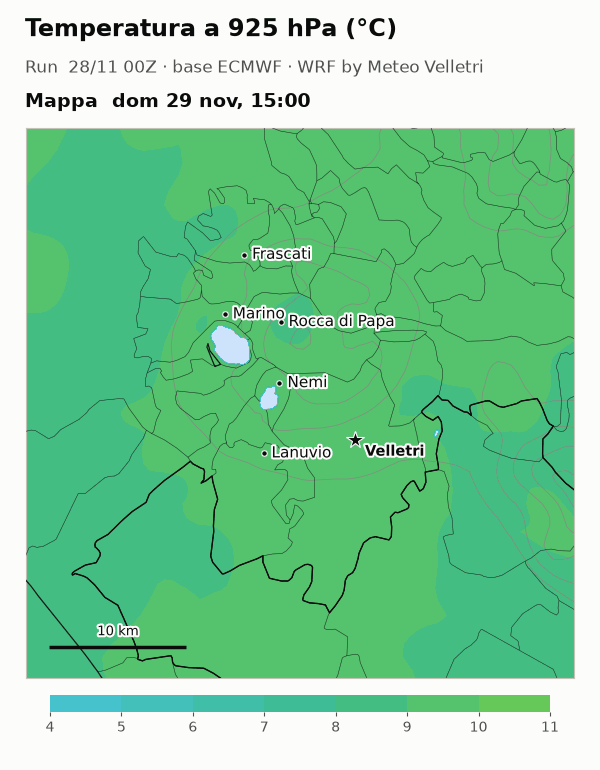 Temperatura a 925 hPa (°C)
Run  28/11 00Z · base ECMWF · WRF by Meteo Velletri
Mappa  dom 29 nov, 15:00
Frascati
Marino
Rocca di Papa
Nemi
Velletri
Lanuvio
10 km
4 5 6 7 8 9 10 11